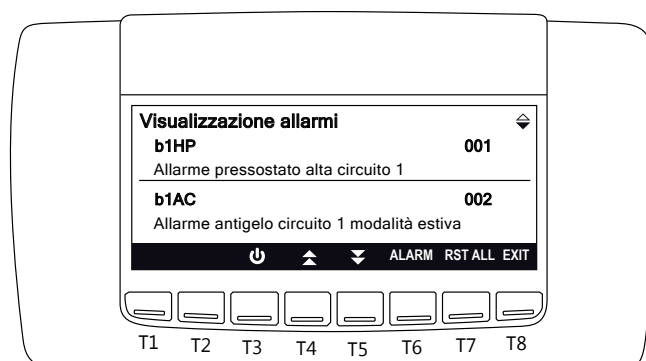 Visualizzazione allarmi
b1HP 001
Allarme pressostato alta circuito 1
b1AC 002
Allarme antigelo circuito 1 modalità estiva
ALARM RST ALL EXIT
T1 T2 T3 T4 T5 T6 T7 T8